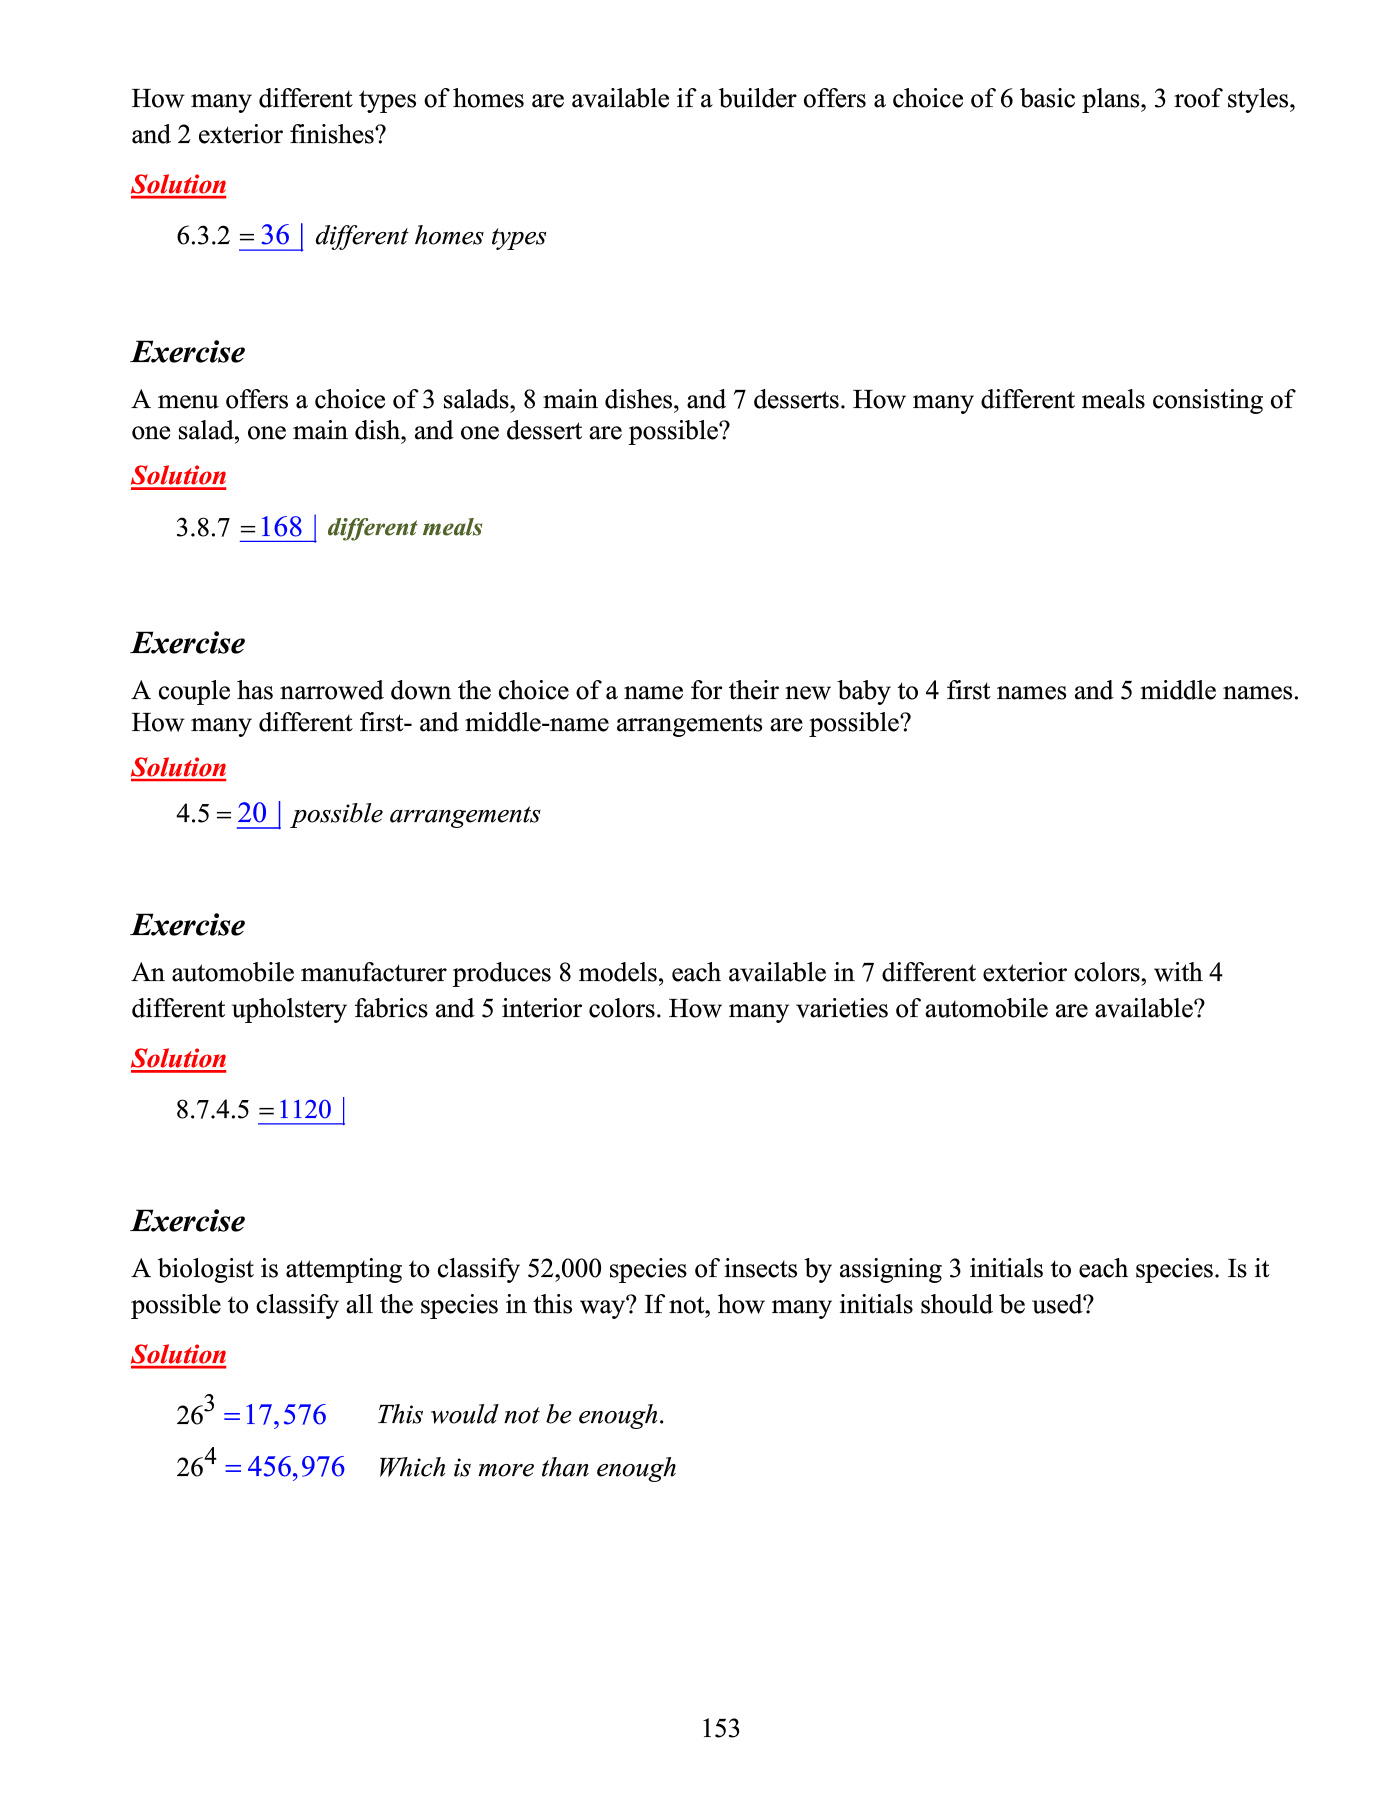 How many different types of homes are available if a builder offers a choice of 6 basic plans, 3 roof styles,
and 2 exterior finishes?
Solution
6.3.2 = 36 | different homes types
Exercise
A menu offers a choice of 3 salads, 8 main dishes, and 7 desserts. How many different meals consisting of
one salad, one main dish, and one dessert are possible?
Solution
3.8.7 = 168 | different meals
Exercise
A couple has narrowed down the choice of a name for their new baby to 4 first names and 5 middle names.
How many different first- and middle-name arrangements are possible?
Solution
4.5 = 20 | possible arrangements
Exercise
An automobile manufacturer produces 8 models, each available in 7 different exterior colors, with 4
different upholstery fabrics and 5 interior colors. How many varieties of automobile are available?
Solution
8.7.4.5 = 1120 |
Exercise
A biologist is attempting to classify 52,000 species of insects by assigning 3 initials to each species. Is it
possible to classify all the species in this way? If not, how many initials should be used?
Solution
26³ = 17,576 This would not be enough.
26⁴ = 456,976 Which is more than enough
153